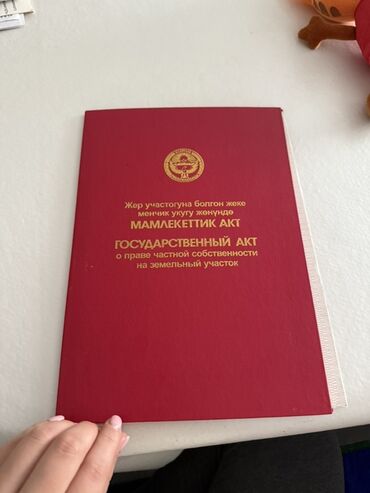 Жер участогуна болгон жеке
менчик укугу жөнүндө
МАМЛЕКЕТТИК АКТ
ГОСУДАРСТВЕННЫЙ АКТ
о праве частной собственности
на земельный участок